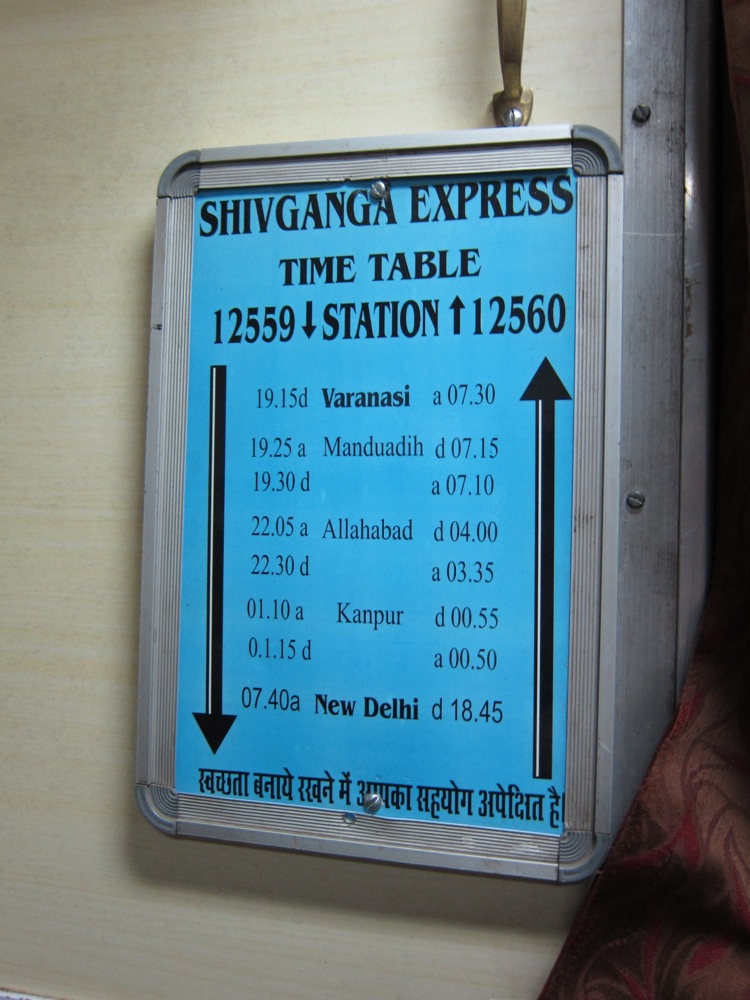 SHIVGANGA EXPRESS
TIME TABLE
12559 ↓ STATION ↑ 12560
19.15d Varanasi a 07.30
19.25 a Manduadih d 07.15
19.30 d a 07.10
22.05 a Allahabad d 04.00
22.30 d a 03.35
01.10 a Kanpur d 00.55
0.1.15 d a 00.50
07.40a New Delhi d 18.45
स्वच्छता बनाये रखने में आपका सहयोग अपेक्षित है।